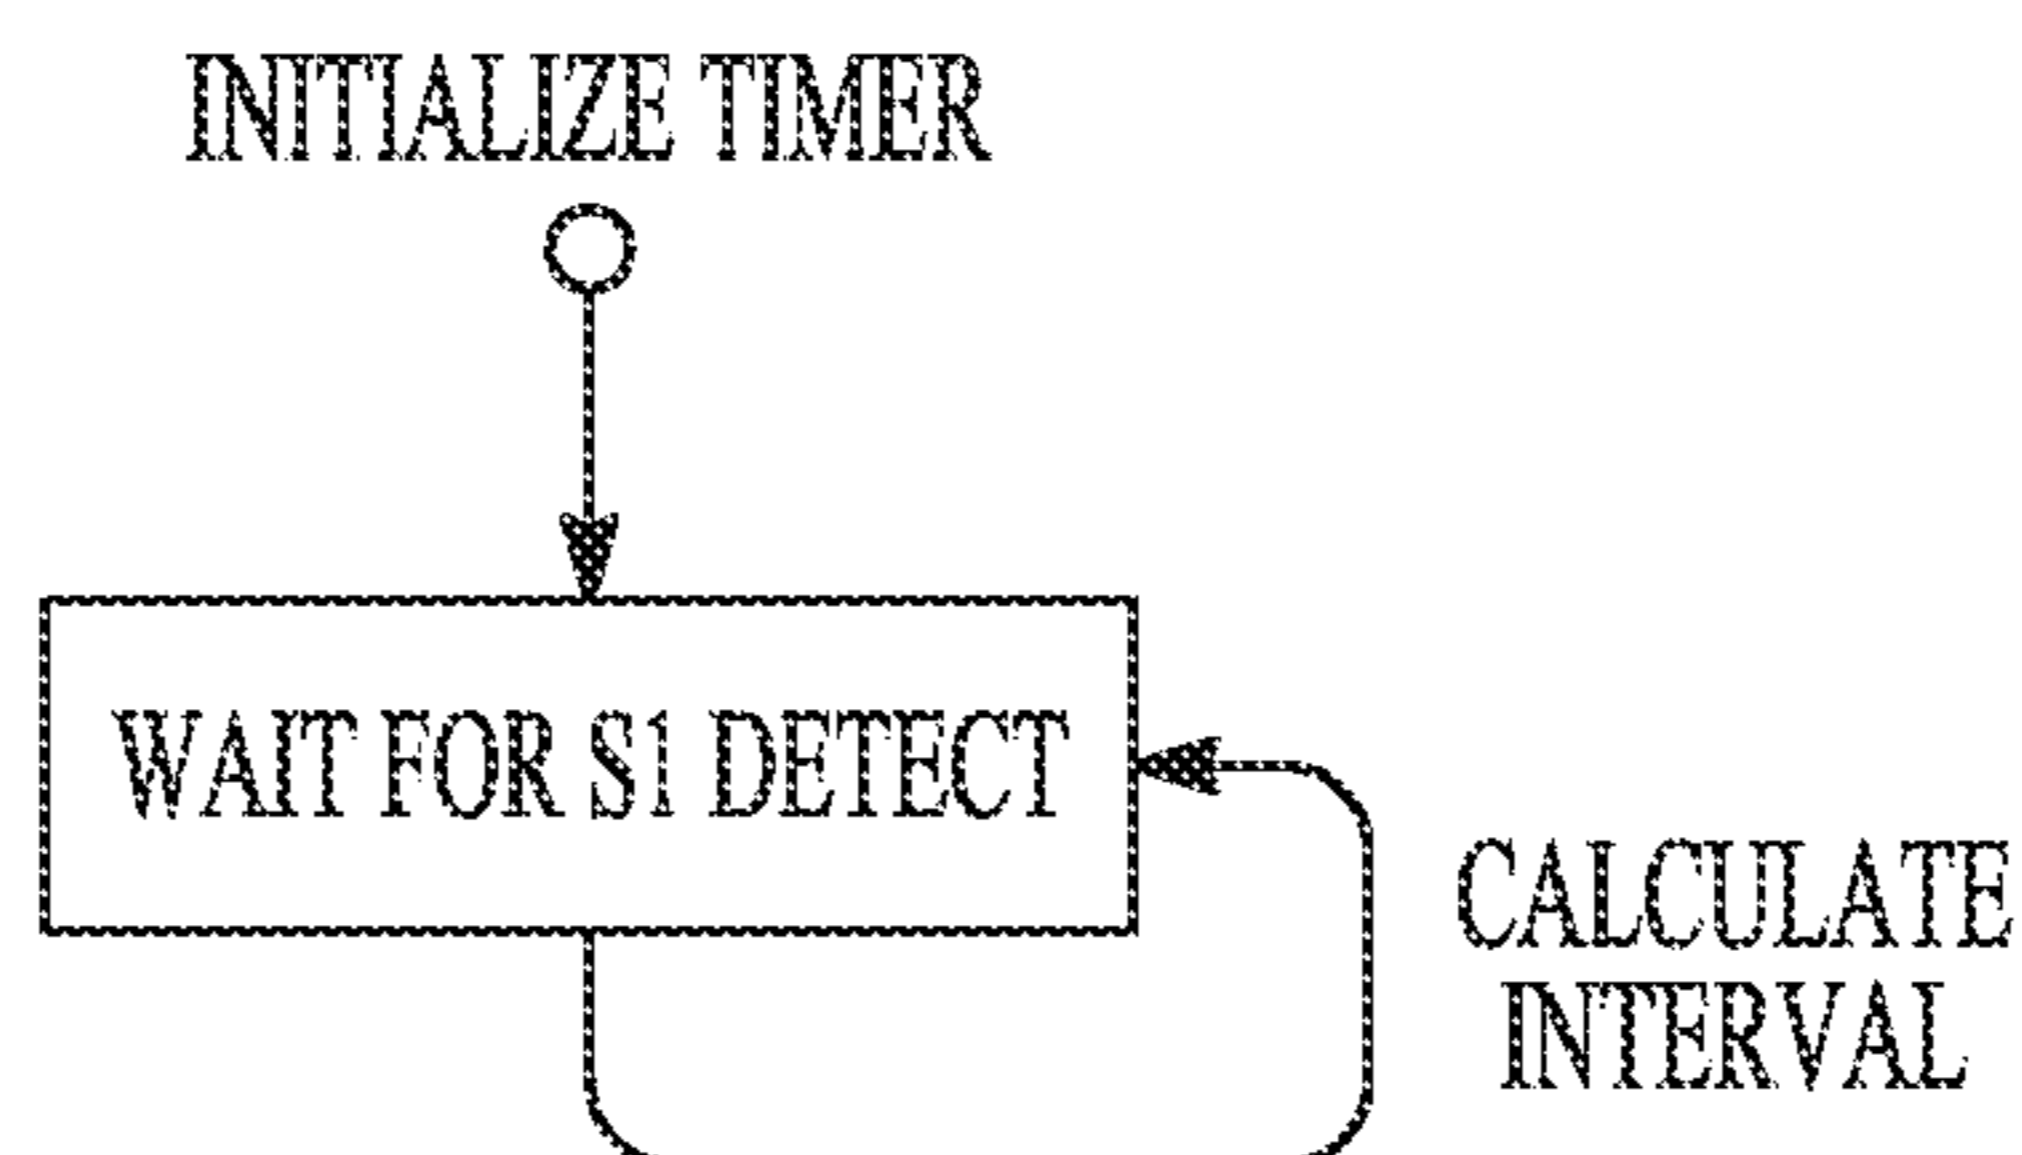 INITIALIZE TIMER
WAIT FOR S1 DETECT
CALCULATE
INTERVAL